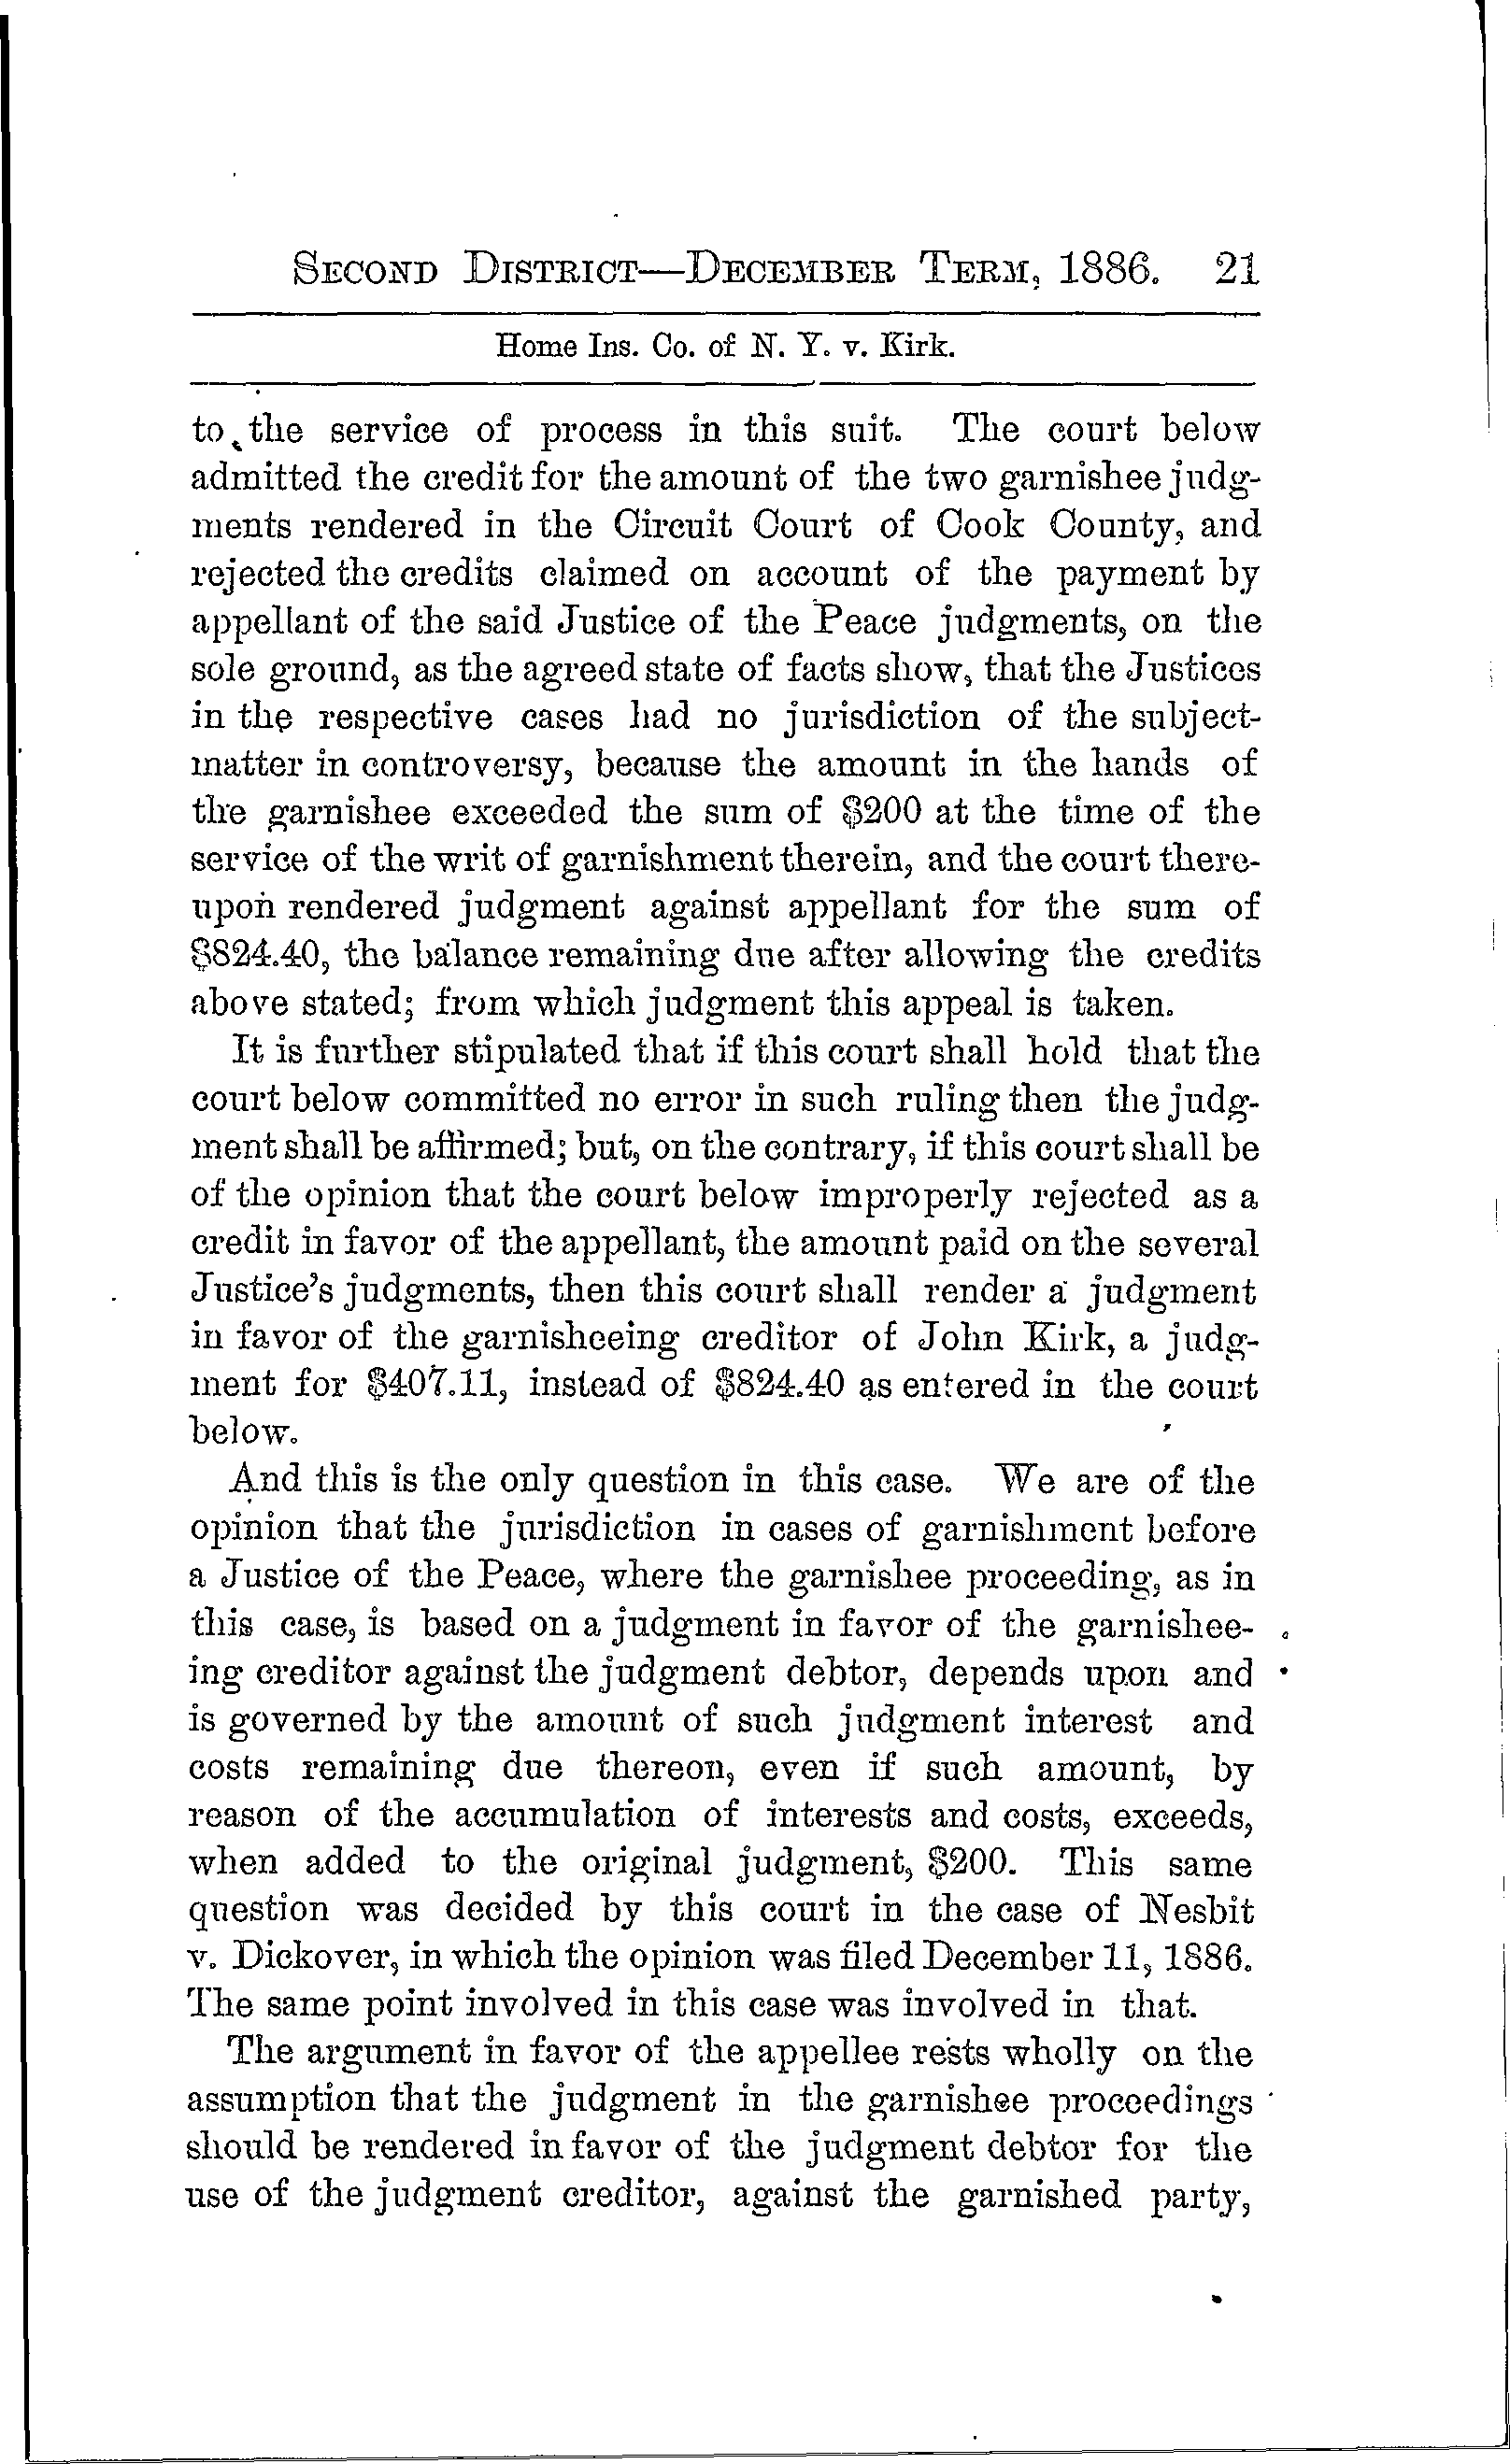 SECOND DISTRICT—DECEMBER TERM, 1886. 21
Home Ins. Co. of N. Y. v. Kirk.
to the service of process in this suit. The court below
admitted the credit for the amount of the two garnishee judg-
ments rendered in the Circuit Court of Cook County, and
rejected the credits claimed on account of the payment by
appellant of the said Justice of the Peace judgments, on the
sole ground, as the agreed state of facts show, that the Justices
in the respective cases had no jurisdiction of the subject-
matter in controversy, because the amount in the hands of
the garnishee exceeded the sum of $200 at the time of the
service of the writ of garnishment therein, and the court there-
upon rendered judgment against appellant for the sum of
$824.40, the balance remaining due after allowing the credits
above stated; from which judgment this appeal is taken.
It is further stipulated that if this court shall hold that the
court below committed no error in such ruling then the judg-
ment shall be affirmed; but, on the contrary, if this court shall be
of the opinion that the court below improperly rejected as a
credit in favor of the appellant, the amount paid on the several
Justice's judgments, then this court shall render a judgment
in favor of the garnisheeing creditor of John Kirk, a judg-
ment for $407.11, instead of $824.40 as entered in the court
below.
And this is the only question in this case. We are of the
opinion that the jurisdiction in cases of garnishment before
a Justice of the Peace, where the garnishee proceeding, as in
this case, is based on a judgment in favor of the garnishee-
ing creditor against the judgment debtor, depends upon and
is governed by the amount of such judgment interest and
costs remaining due thereon, even if such amount, by
reason of the accumulation of interests and costs, exceeds,
when added to the original judgment, $200. This same
question was decided by this court in the case of Nesbit
v. Dickover, in which the opinion was filed December 11, 1886.
The same point involved in this case was involved in that.
The argument in favor of the appellee rests wholly on the
assumption that the judgment in the garnishee proceedings
should be rendered in favor of the judgment debtor for the
use of the judgment creditor, against the garnished party,